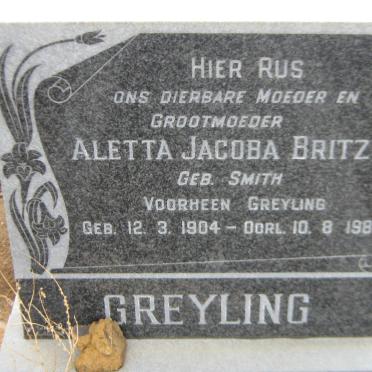 HIER RUS
ONS DIERBARE MOEDER EN
GROOTMOEDER
ALETTA JACOBA BRITZ
GEB. SMITH
VOORHEEN GREYLING
GEB. 12. 3. 1904 – OORL. 10. 8 198
GREYLING